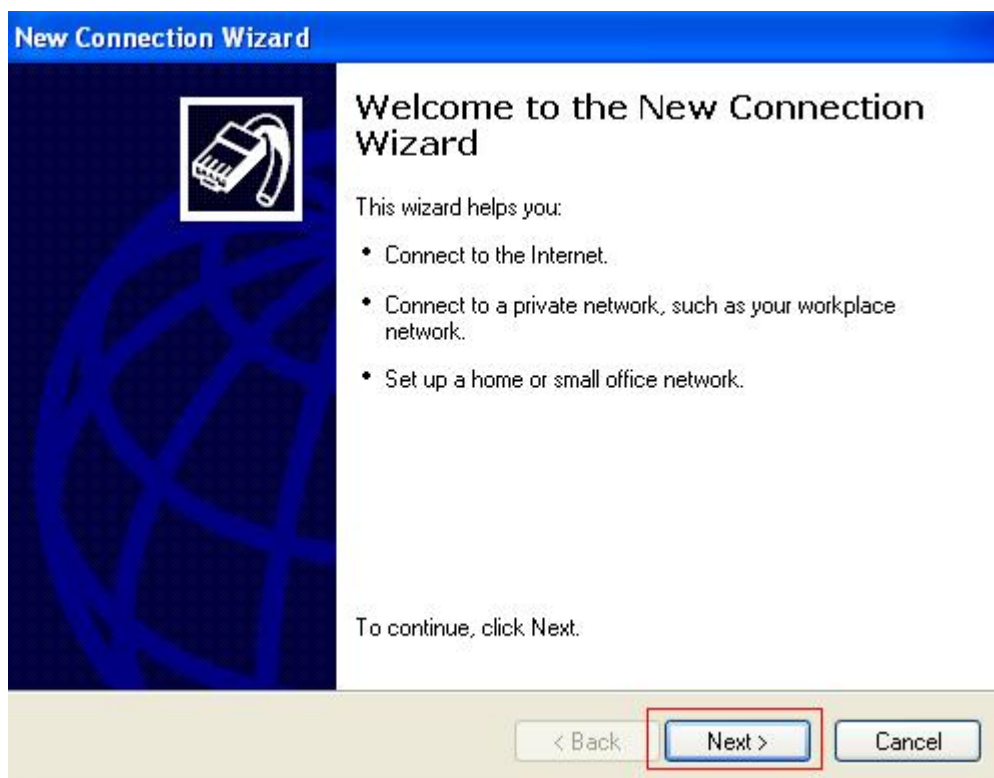 New Connection Wizard
Welcome to the New Connection
Wizard
This wizard helps you:
• Connect to the Internet.
• Connect to a private network, such as your workplace
network.
• Set up a home or small office network.
To continue, click Next.
< Back
Next >
Cancel